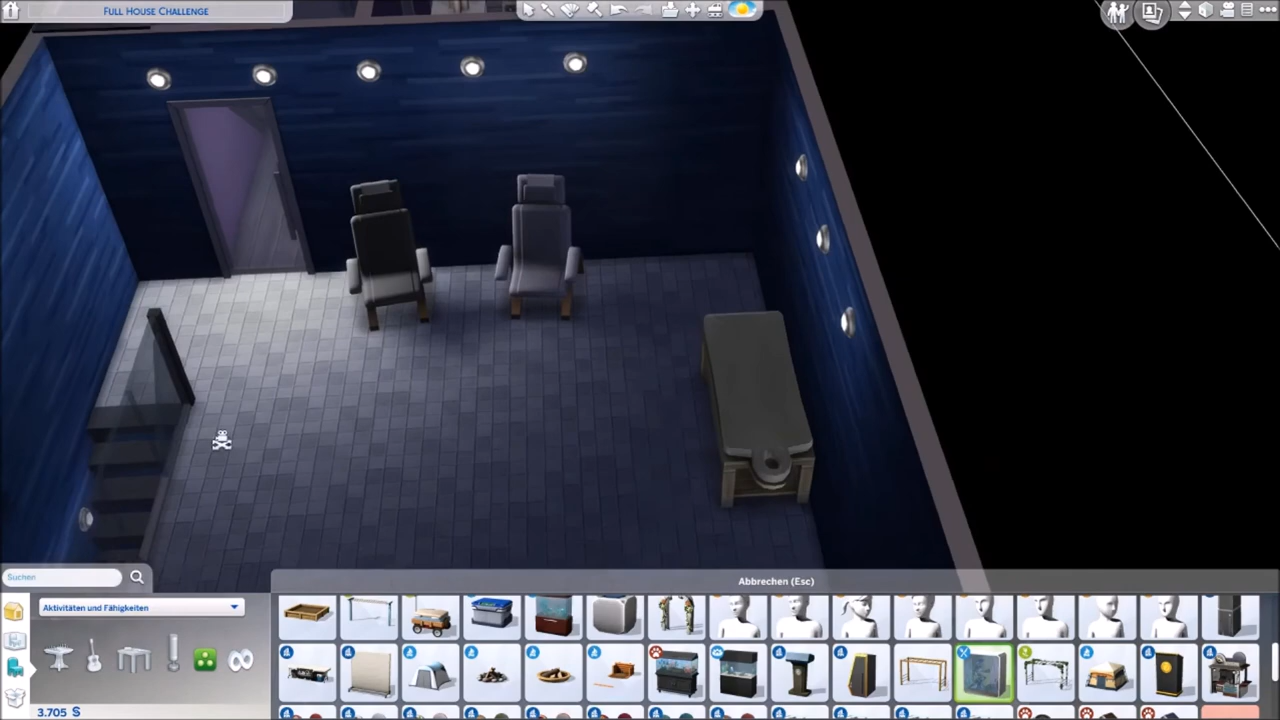 FULL HOUSE CHALLENGE
Abbrechen (Esc)
Suchen
Aktivitäten und Fähigkeiten
3.705 $